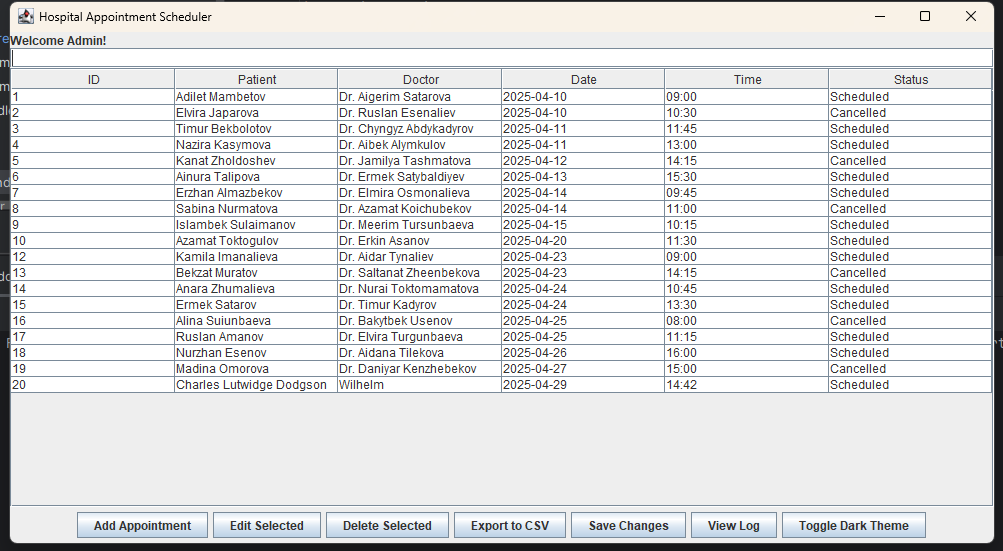 Hospital Appointment Scheduler
Welcome Admin!
ID Patient Doctor Date Time Status
1 Adilet Mambetov Dr. Aigerim Satarova 2025-04-10 09:00 Scheduled
2 Elvira Japarova Dr. Ruslan Esenaliev 2025-04-10 10:30 Cancelled
3 Timur Bekbolotov Dr. Chyngyz Abdykadyrov 2025-04-11 11:45 Scheduled
4 Nazira Kasymova Dr. Aibek Alymkulov 2025-04-11 13:00 Scheduled
5 Kanat Zholdoshev Dr. Jamilya Tashmatova 2025-04-12 14:15 Cancelled
6 Ainura Talipova Dr. Ermek Satybaldiyev 2025-04-13 15:30 Scheduled
7 Erzhan Almazbekov Dr. Elmira Osmonalieva 2025-04-14 09:45 Scheduled
8 Sabina Nurmatova Dr. Azamat Koichubekov 2025-04-14 11:00 Cancelled
9 Islambek Sulaimanov Dr. Meerim Tursunbaeva 2025-04-15 10:15 Scheduled
10 Azamat Toktogulov Dr. Erkin Asanov 2025-04-20 11:30 Scheduled
12 Kamila Imanalieva Dr. Aidar Tynaliev 2025-04-23 09:00 Scheduled
13 Bekzat Muratov Dr. Saltanat Zheenbekova 2025-04-23 14:15 Cancelled
14 Anara Zhumalieva Dr. Nurai Toktomamatova 2025-04-24 10:45 Scheduled
15 Ermek Satarov Dr. Timur Kadyrov 2025-04-24 13:30 Scheduled
16 Alina Suiunbaeva Dr. Bakytbek Usenov 2025-04-25 08:00 Cancelled
17 Ruslan Amanov Dr. Elvira Turgunbaeva 2025-04-25 11:15 Scheduled
18 Nurzhan Esenov Dr. Aidana Tilekova 2025-04-26 16:00 Scheduled
19 Madina Omorova Dr. Daniyar Kenzhebekov 2025-04-27 15:00 Cancelled
20 Charles Lutwidge Dodgson Wilhelm 2025-04-29 14:42 Scheduled
Add Appointment Edit Selected Delete Selected Export to CSV Save Changes View Log Toggle Dark Theme